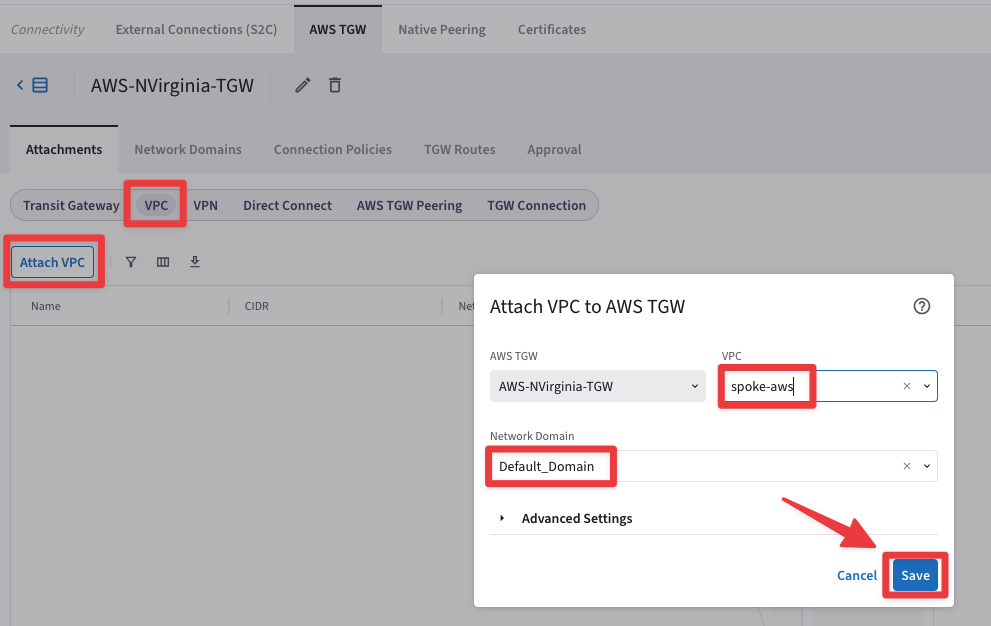 Connectivity External Connections (S2C) AWS TGW Native Peering Certificates
AWS-NVirginia-TGW
Attachments Network Domains Connection Policies TGW Routes Approval
Transit Gateway VPC VPN Direct Connect AWS TGW Peering TGW Connection
Attach VPC
Name CIDR Net
Attach VPC to AWS TGW
AWS TGW VPC
AWS-NVirginia-TGW spoke-aws
Network Domain
Default_Domain
Advanced Settings
Cancel Save